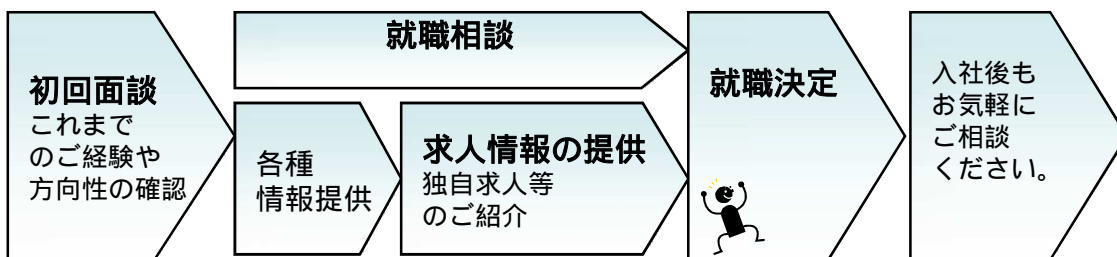 初回面談
これまで
のご経験や
方向性の確認
就職相談
各種
情報提供
求人情報の提供
独自求人等
のご紹介
就職決定
入社後も
お気軽に
ご相談
ください。